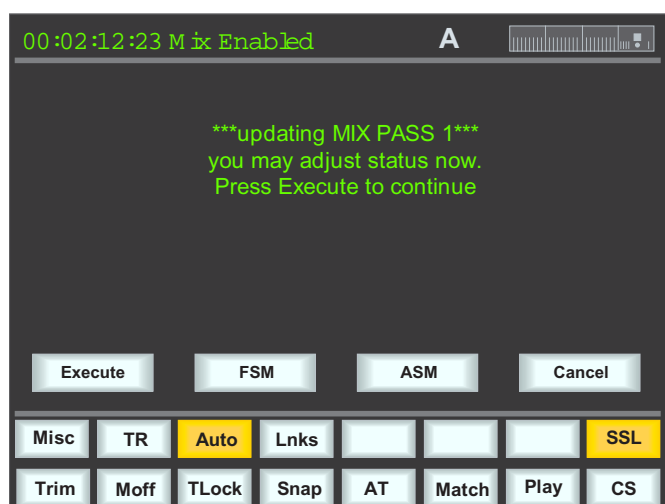 00:02:12:23 Mix Enabled A
***updating MIX PASS 1***
you may adjust status now.
Press Execute to continue
Execute FSM ASM Cancel
Misc TR Auto Lnks SSL
Trim Moff TLock Snap AT Match Play CS